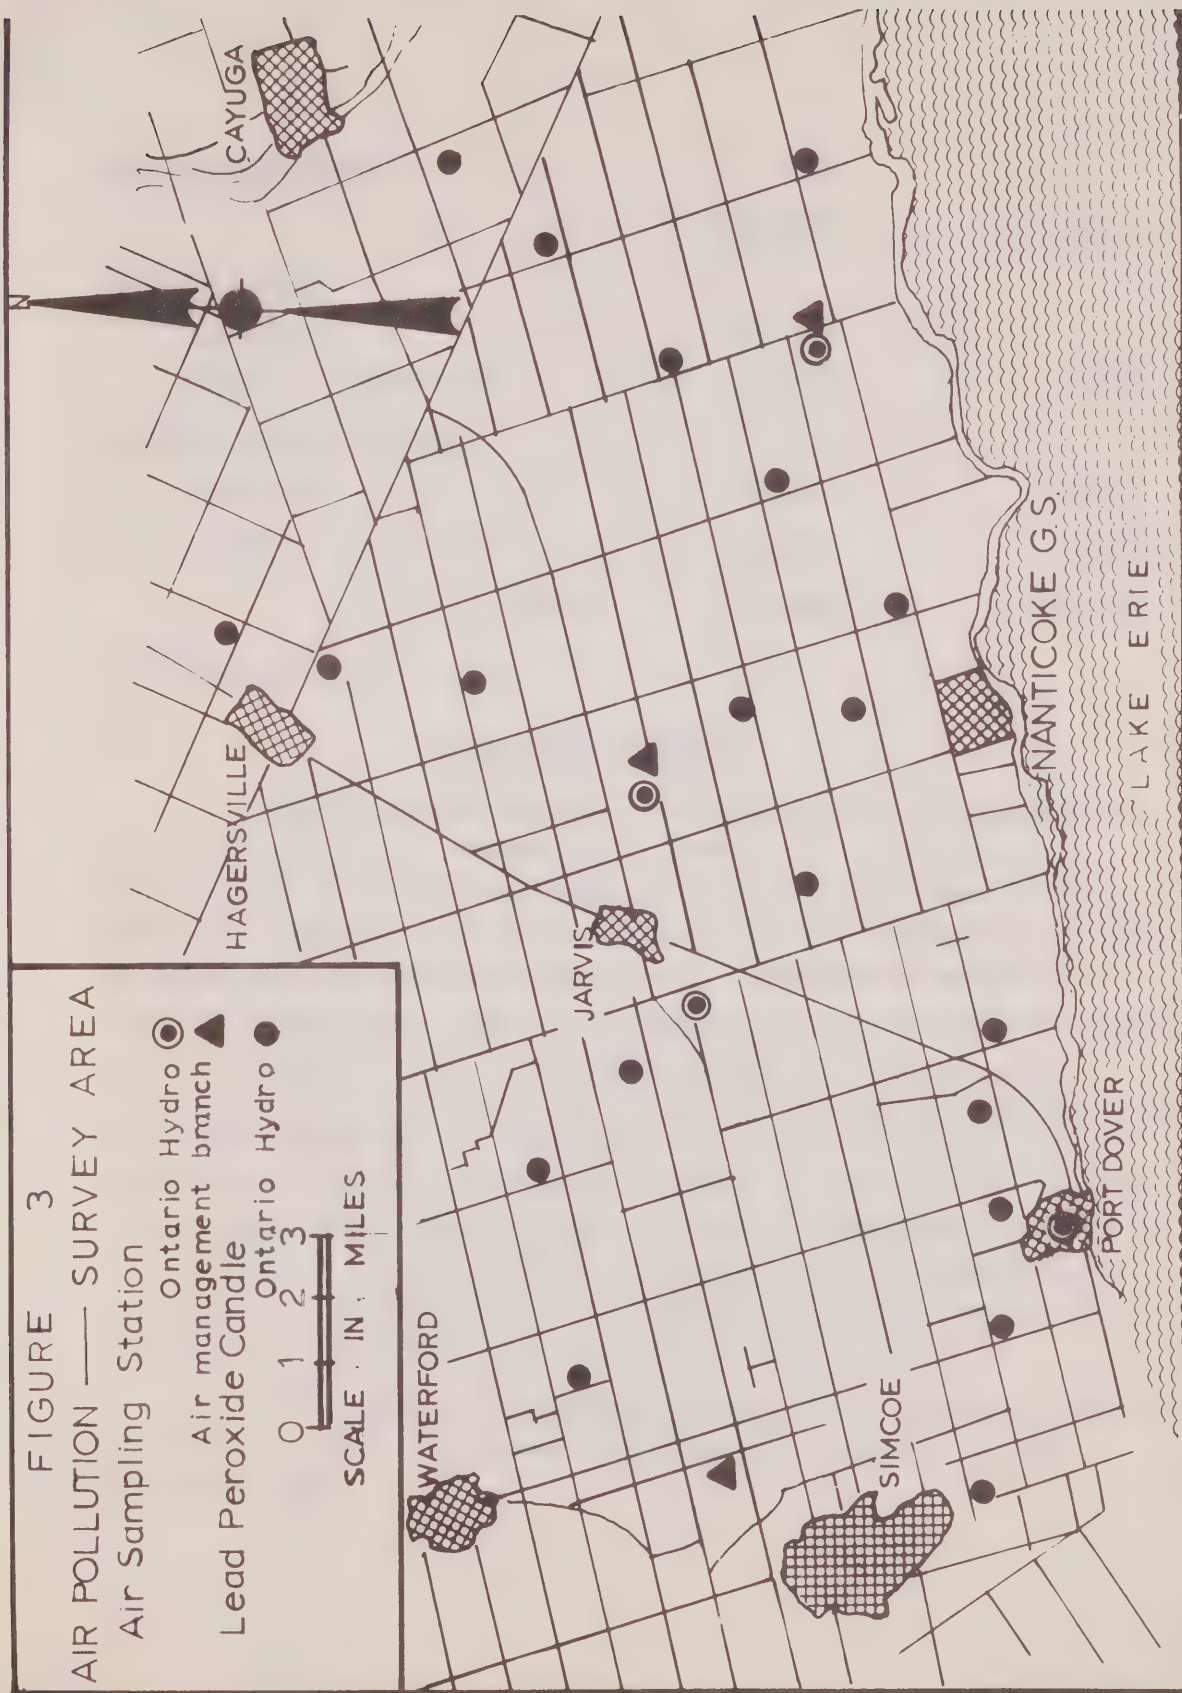 FIGURE 3
AIR POLLUTION — SURVEY AREA
Air Sampling Station
Ontario Hydro
Air management branch
Lead Peroxide Candle
Ontario Hydro
0 1 2 3
SCALE IN MILES
CAYUGA
HAGERSVILLE
JARVIS
WATERFORD
SIMCOE
PORT DOVER
NANTICOKE G.S.
LAKE ERIE